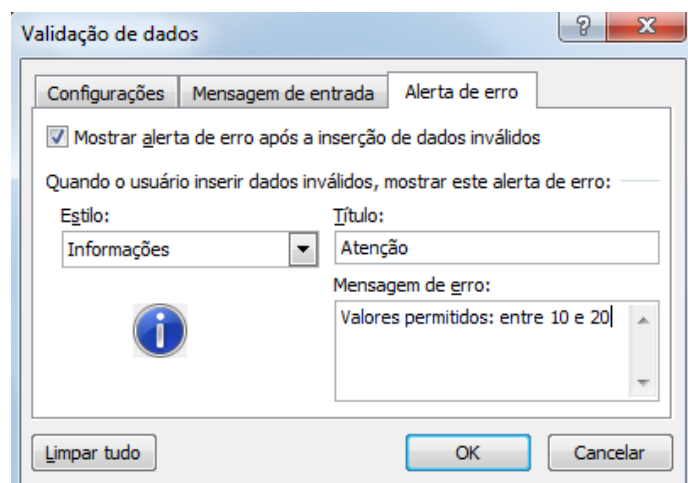 Validação de dados
Configurações Mensagem de entrada Alerta de erro
Mostrar alerta de erro após a inserção de dados inválidos
Quando o usuário inserir dados inválidos, mostrar este alerta de erro:
Estilo: Título:
Informações Atenção
Mensagem de erro:
Valores permitidos: entre 10 e 20
Limpar tudo OK Cancelar